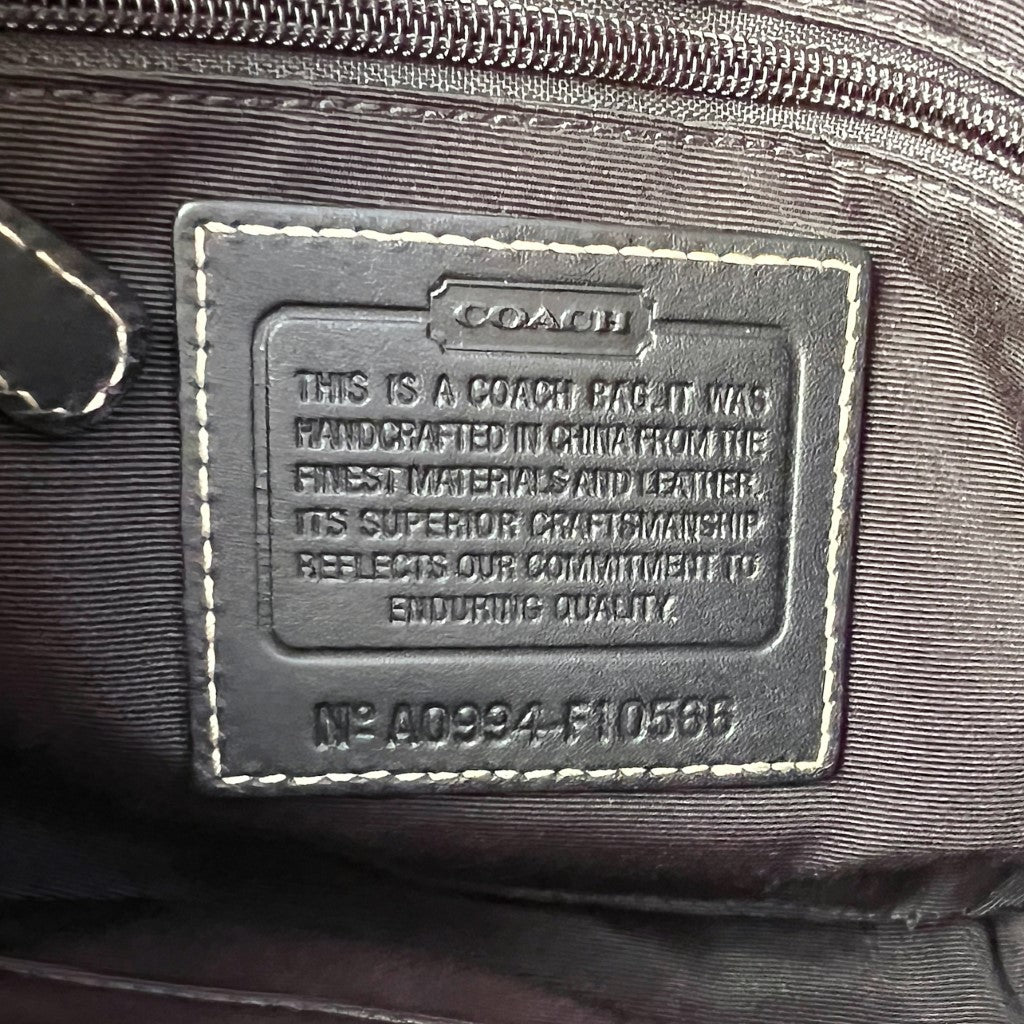 COACH
THIS IS A COACH BAG. IT WAS
HANDCRAFTED IN CHINA FROM THE
FINEST MATERIALS AND LEATHER.
ITS SUPERIOR CRAFTSMANSHIP
REFLECTS OUR COMMITMENT TO
ENDURING QUALITY.
Nº A0994-F10565